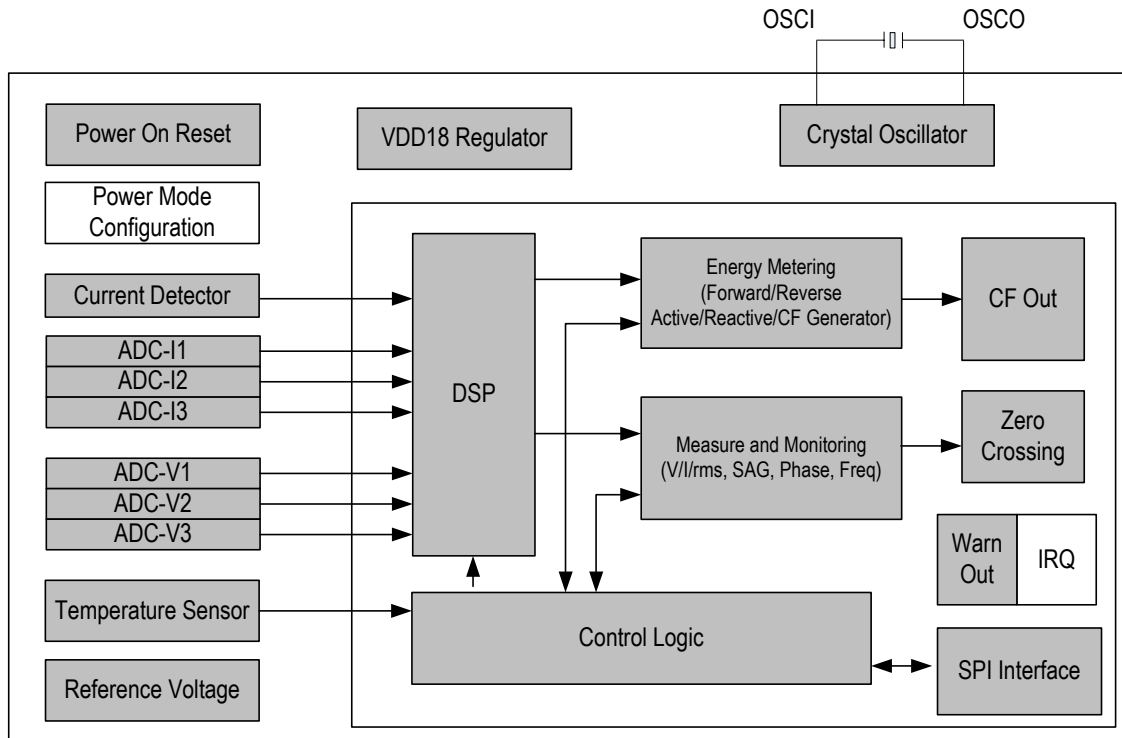 OSCI
OSCO
Power On Reset
VDD18 Regulator
Crystal Oscillator
Power Mode
Configuration
Current Detector
ADC-I1
ADC-I2
ADC-I3
ADC-V1
ADC-V2
ADC-V3
Temperature Sensor
Reference Voltage
DSP
Energy Metering
(Forward/Reverse
Active/Reactive/CF Generator)
CF Out
Measure and Monitoring
(V/I/rms, SAG, Phase, Freq)
Zero
Crossing
Warn
Out
IRQ
Control Logic
SPI Interface